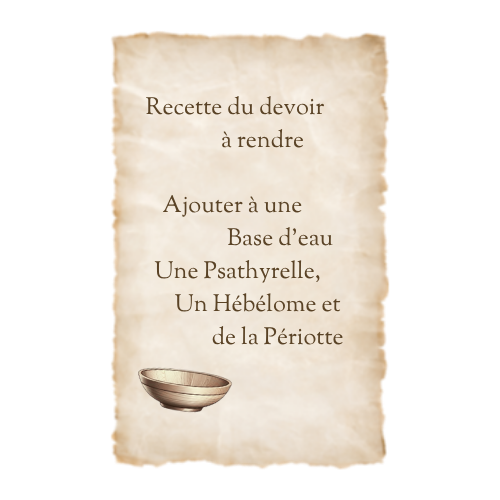 Recette du devoir
à rendre
Ajouter à une
Base d'eau
Une Psathyrelle,
Un Hébélome et
de la Périotte